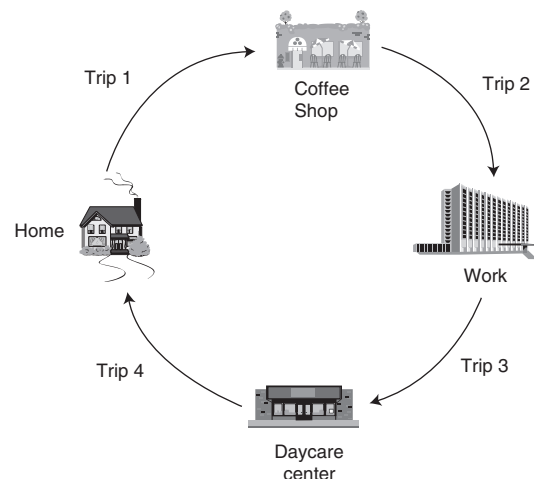 Trip 1
Coffee
Shop
Trip 2
Home
Work
Trip 4
Trip 3
Daycare
center